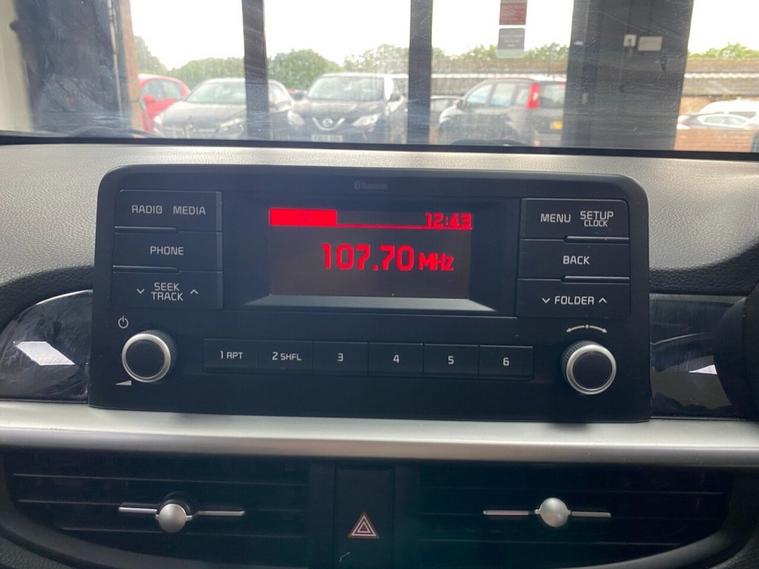 Bluetooth
RADIO MEDIA
PHONE
SEEK
TRACK
12:43
107.70 MHz
MENU SETUP
CLOCK
BACK
FOLDER
1 RPT 2 SHFL 3 4 5 6